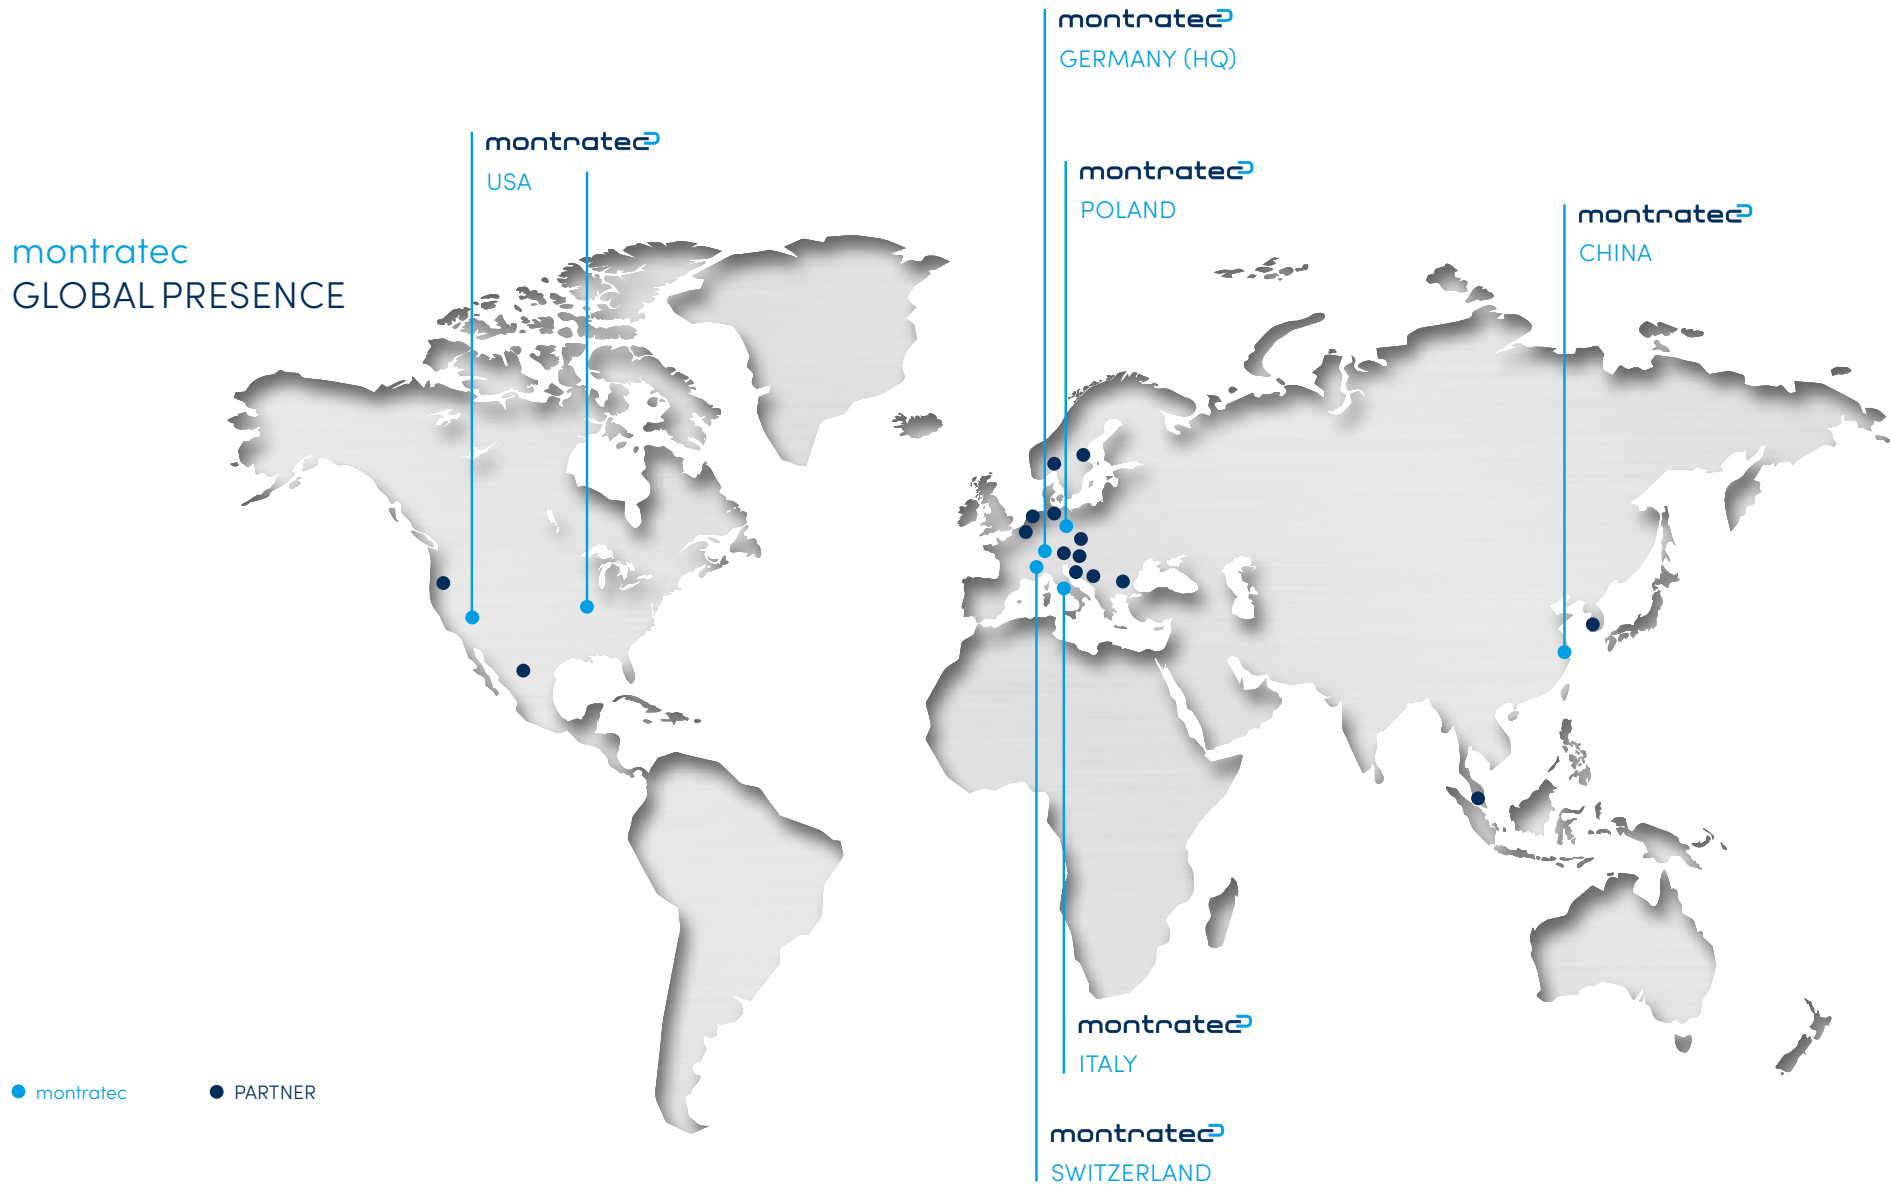 montratec
GERMANY (HQ)
montratec
USA
montratec
POLAND
montratec
CHINA
montratec
GLOBAL PRESENCE
montratec
ITALY
montratec
PARTNER
montratec
SWITZERLAND